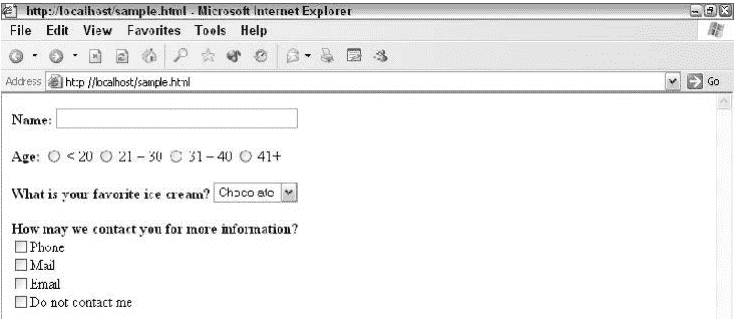 http://localhost/sample.html - Microsoft Internet Explorer
File Edit View Favorites Tools Help
Address http://localhost/sample.html Go
Name:
Age: < 20 21 – 30 31 – 40 41+
What is your favorite ice cream? Chocolate
How may we contact you for more information?
Phone
Mail
Email
Do not contact me